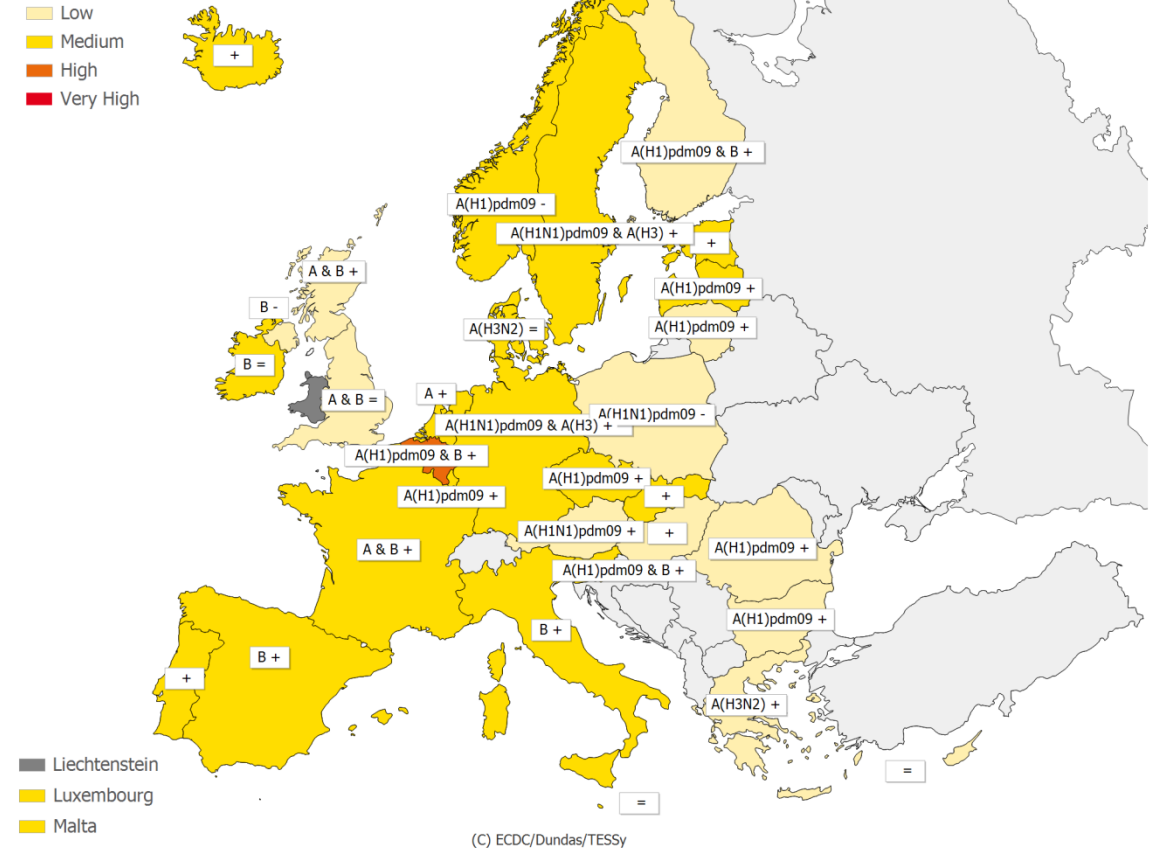 Low
Medium
High
Very High
+
A(H1)pdm09 & B +
A(H1)pdm09 -
A(H1N1)pdm09 & A(H3) +
+
A & B +
A(H1)pdm09 +
B -
A(H3N2) =
A(H1)pdm09 +
B =
A & B =
A +
A(H1N1)pdm09 -
A(H1N1)pdm09 & A(H3) +
A(H1)pdm09 & B +
A(H1)pdm09 +
A(H1)pdm09 +
+
A(H1N1)pdm09 +
+
A & B +
A(H1)pdm09 +
A(H1)pdm09 & B +
A(H1)pdm09 +
B +
B +
+
A(H3N2) +
=
=
Liechtenstein
Luxembourg
Malta
(C) ECDC/Dundas/TESSy